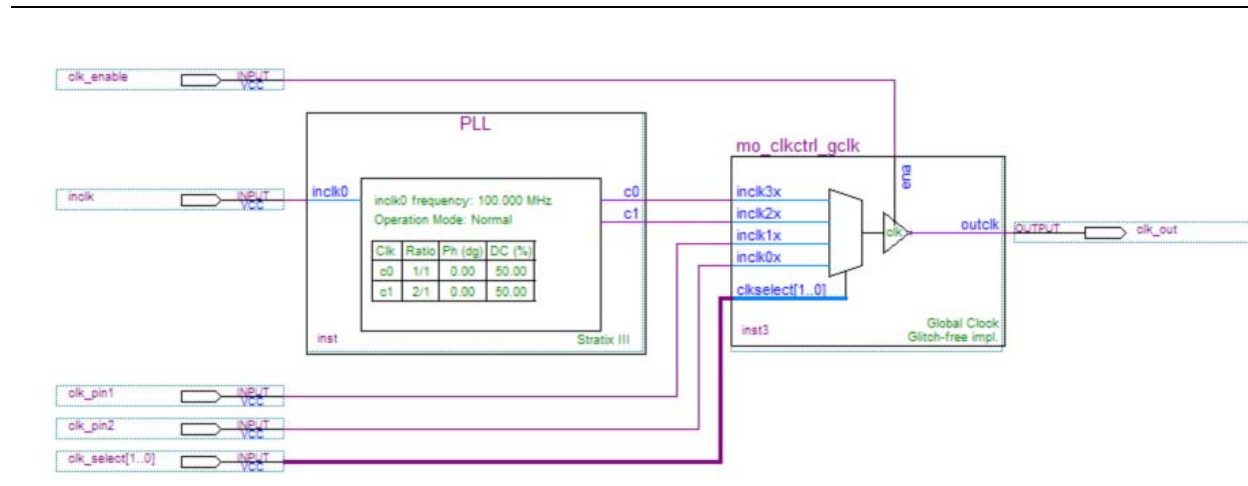 clk_enable INPUT VCC
PLL
mo_clkctrl_gclk
inclk INPUT VCC
inclk0
inclk0 frequency: 100.000 MHz
Operation Mode: Normal
Clk Ratio Ph (dg) DC (%)
c0 1/1 0.00 50.00
c1 2/1 0.00 50.00
c0
c1
inst
Stratix III
inclk3x
inclk2x
inclk1x
inclk0x
clkselect[1..0]
ena
clk
outclk
inst3
Global Clock
Glitch-free impl.
OUTPUT clk_out
clk_pin1 INPUT VCC
clk_pin2 INPUT VCC
clk_select[1..0] INPUT VCC